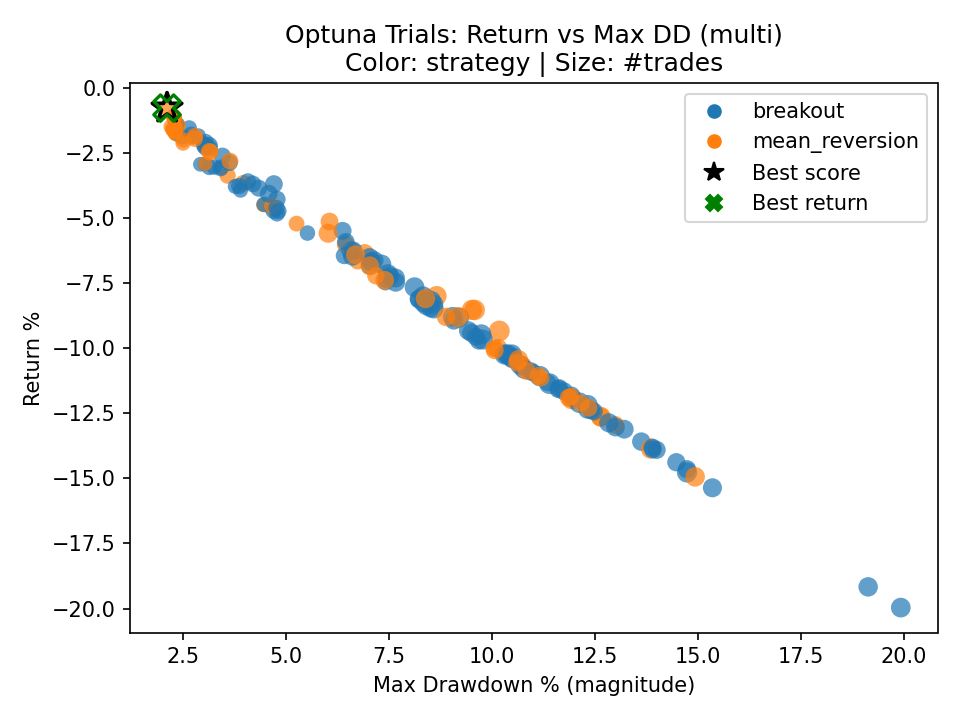 Optuna Trials: Return vs Max DD (multi)
Color: strategy | Size: #trades
breakout
mean_reversion
Best score
Best return
Return %
0.0
−2.5
−5.0
−7.5
−10.0
−12.5
−15.0
−17.5
−20.0
2.5 5.0 7.5 10.0 12.5 15.0 17.5 20.0
Max Drawdown % (magnitude)